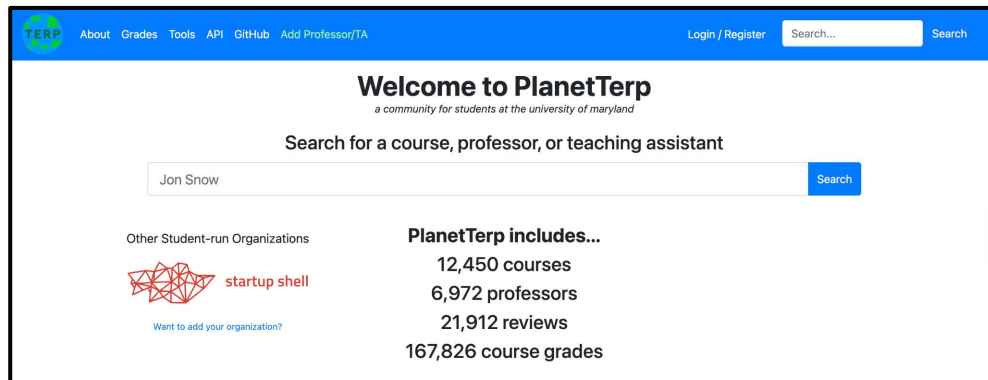 TERP
About Grades Tools API GitHub Add Professor/TA Login / Register Search... Search
Welcome to PlanetTerp
a community for students at the university of maryland
Search for a course, professor, or teaching assistant
Jon Snow Search
Other Student-run Organizations
startup shell
Want to add your organization?
PlanetTerp includes...
12,450 courses
6,972 professors
21,912 reviews
167,826 course grades